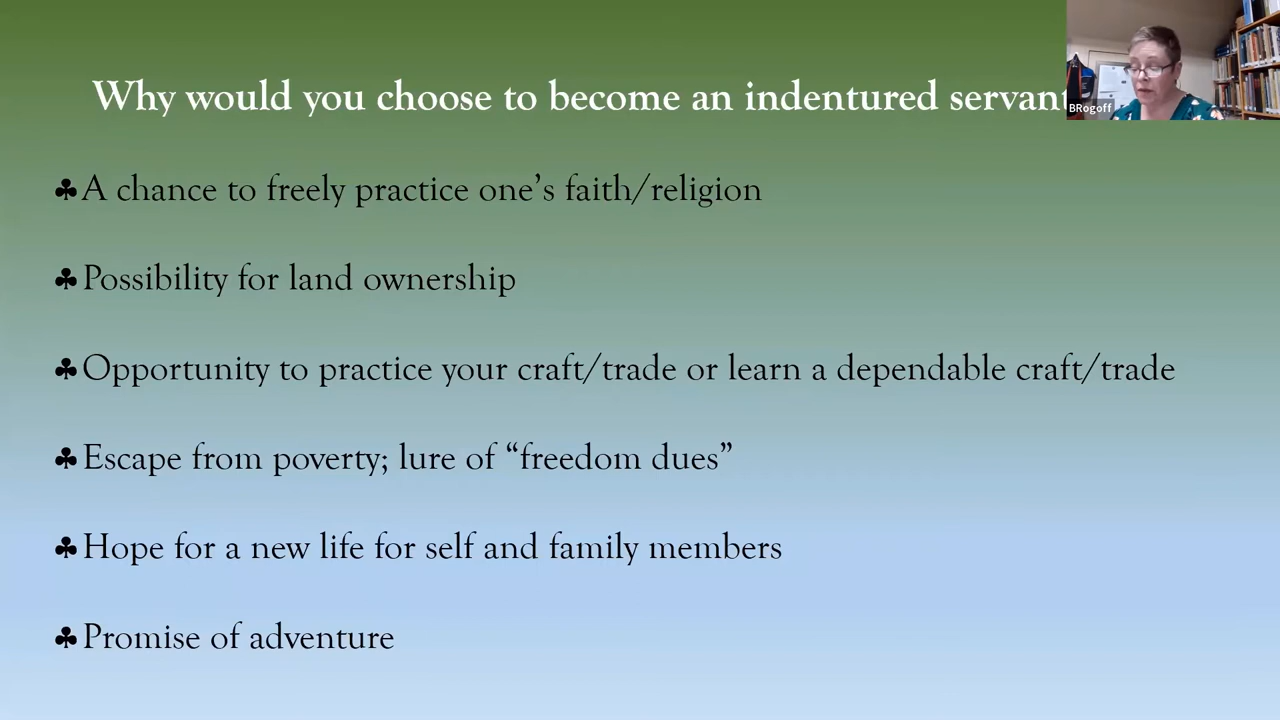 Why would you choose to become an indentured servant
BRogoff
♣A chance to freely practice one’s faith/religion
♣Possibility for land ownership
♣Opportunity to practice your craft/trade or learn a dependable craft/trade
♣Escape from poverty; lure of “freedom dues”
♣Hope for a new life for self and family members
♣Promise of adventure